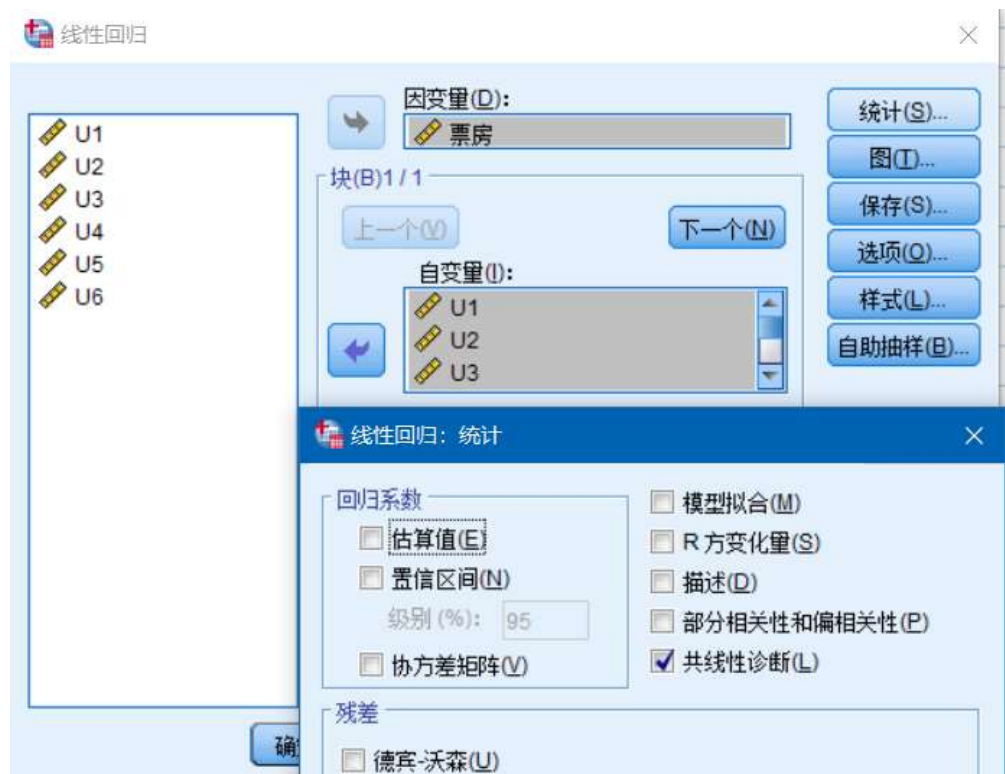 线性回归
U1
U2
U3
U4
U5
U6
因变量(D):
票房
块(B)1 / 1
上一个(V)
下一个(N)
自变量(I):
U1
U2
U3
统计(S)...
图(T)...
保存(S)...
选项(O)...
样式(L)...
自助抽样(B)...
线性回归: 统计
回归系数
估算值(E)
置信区间(N)
级别 (%): 95
协方差矩阵(V)
模型拟合(M)
R 方变化量(S)
描述(D)
部分相关性和偏相关性(P)
共线性诊断(L)
残差
德宾-沃森(U)
确